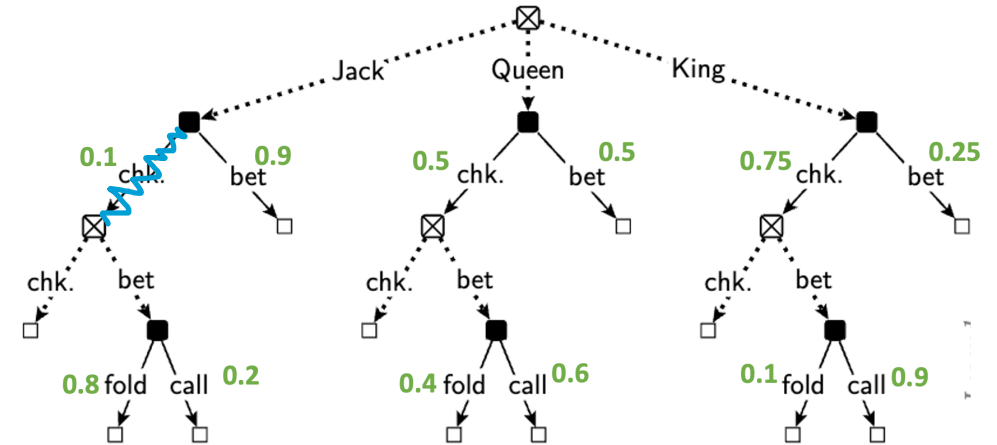 Jack Queen King
0.1 chk. 0.9 bet 0.5 chk. 0.5 bet 0.75 chk. 0.25 bet
chk. bet chk. bet chk. bet
0.8 fold call 0.2 0.4 fold call 0.6 0.1 fold call 0.9